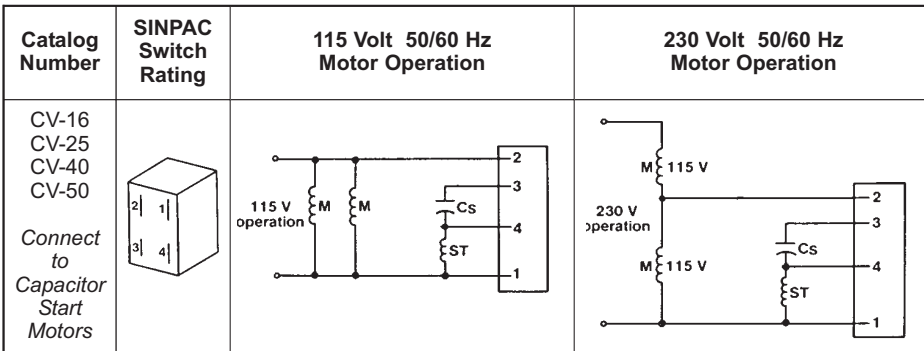 Catalog
Number
SINPAC
Switch
Rating
115 Volt 50/60 Hz
Motor Operation
230 Volt 50/60 Hz
Motor Operation
CV-16
CV-25
CV-40
CV-50
Connect
to
Capacitor
Start
Motors
2 1
3 4
115 V
operation
M
M
CS
ST
2
3
4
1
230 V
operation
M 115 V
M 115 V
CS
ST
2
3
4
1